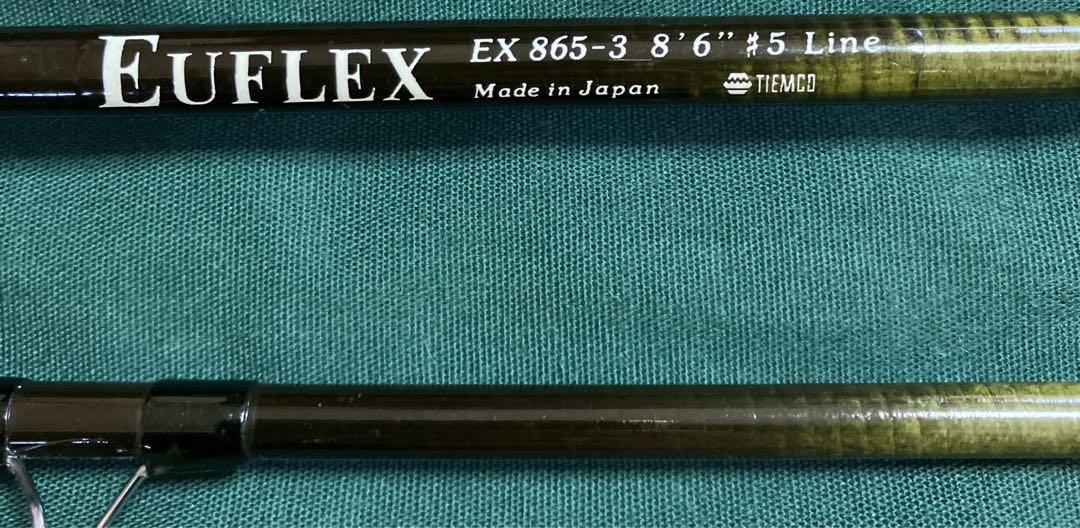 EUFLEX EX 865-3 8'6" #5 Line
Made in Japan TIEMCO